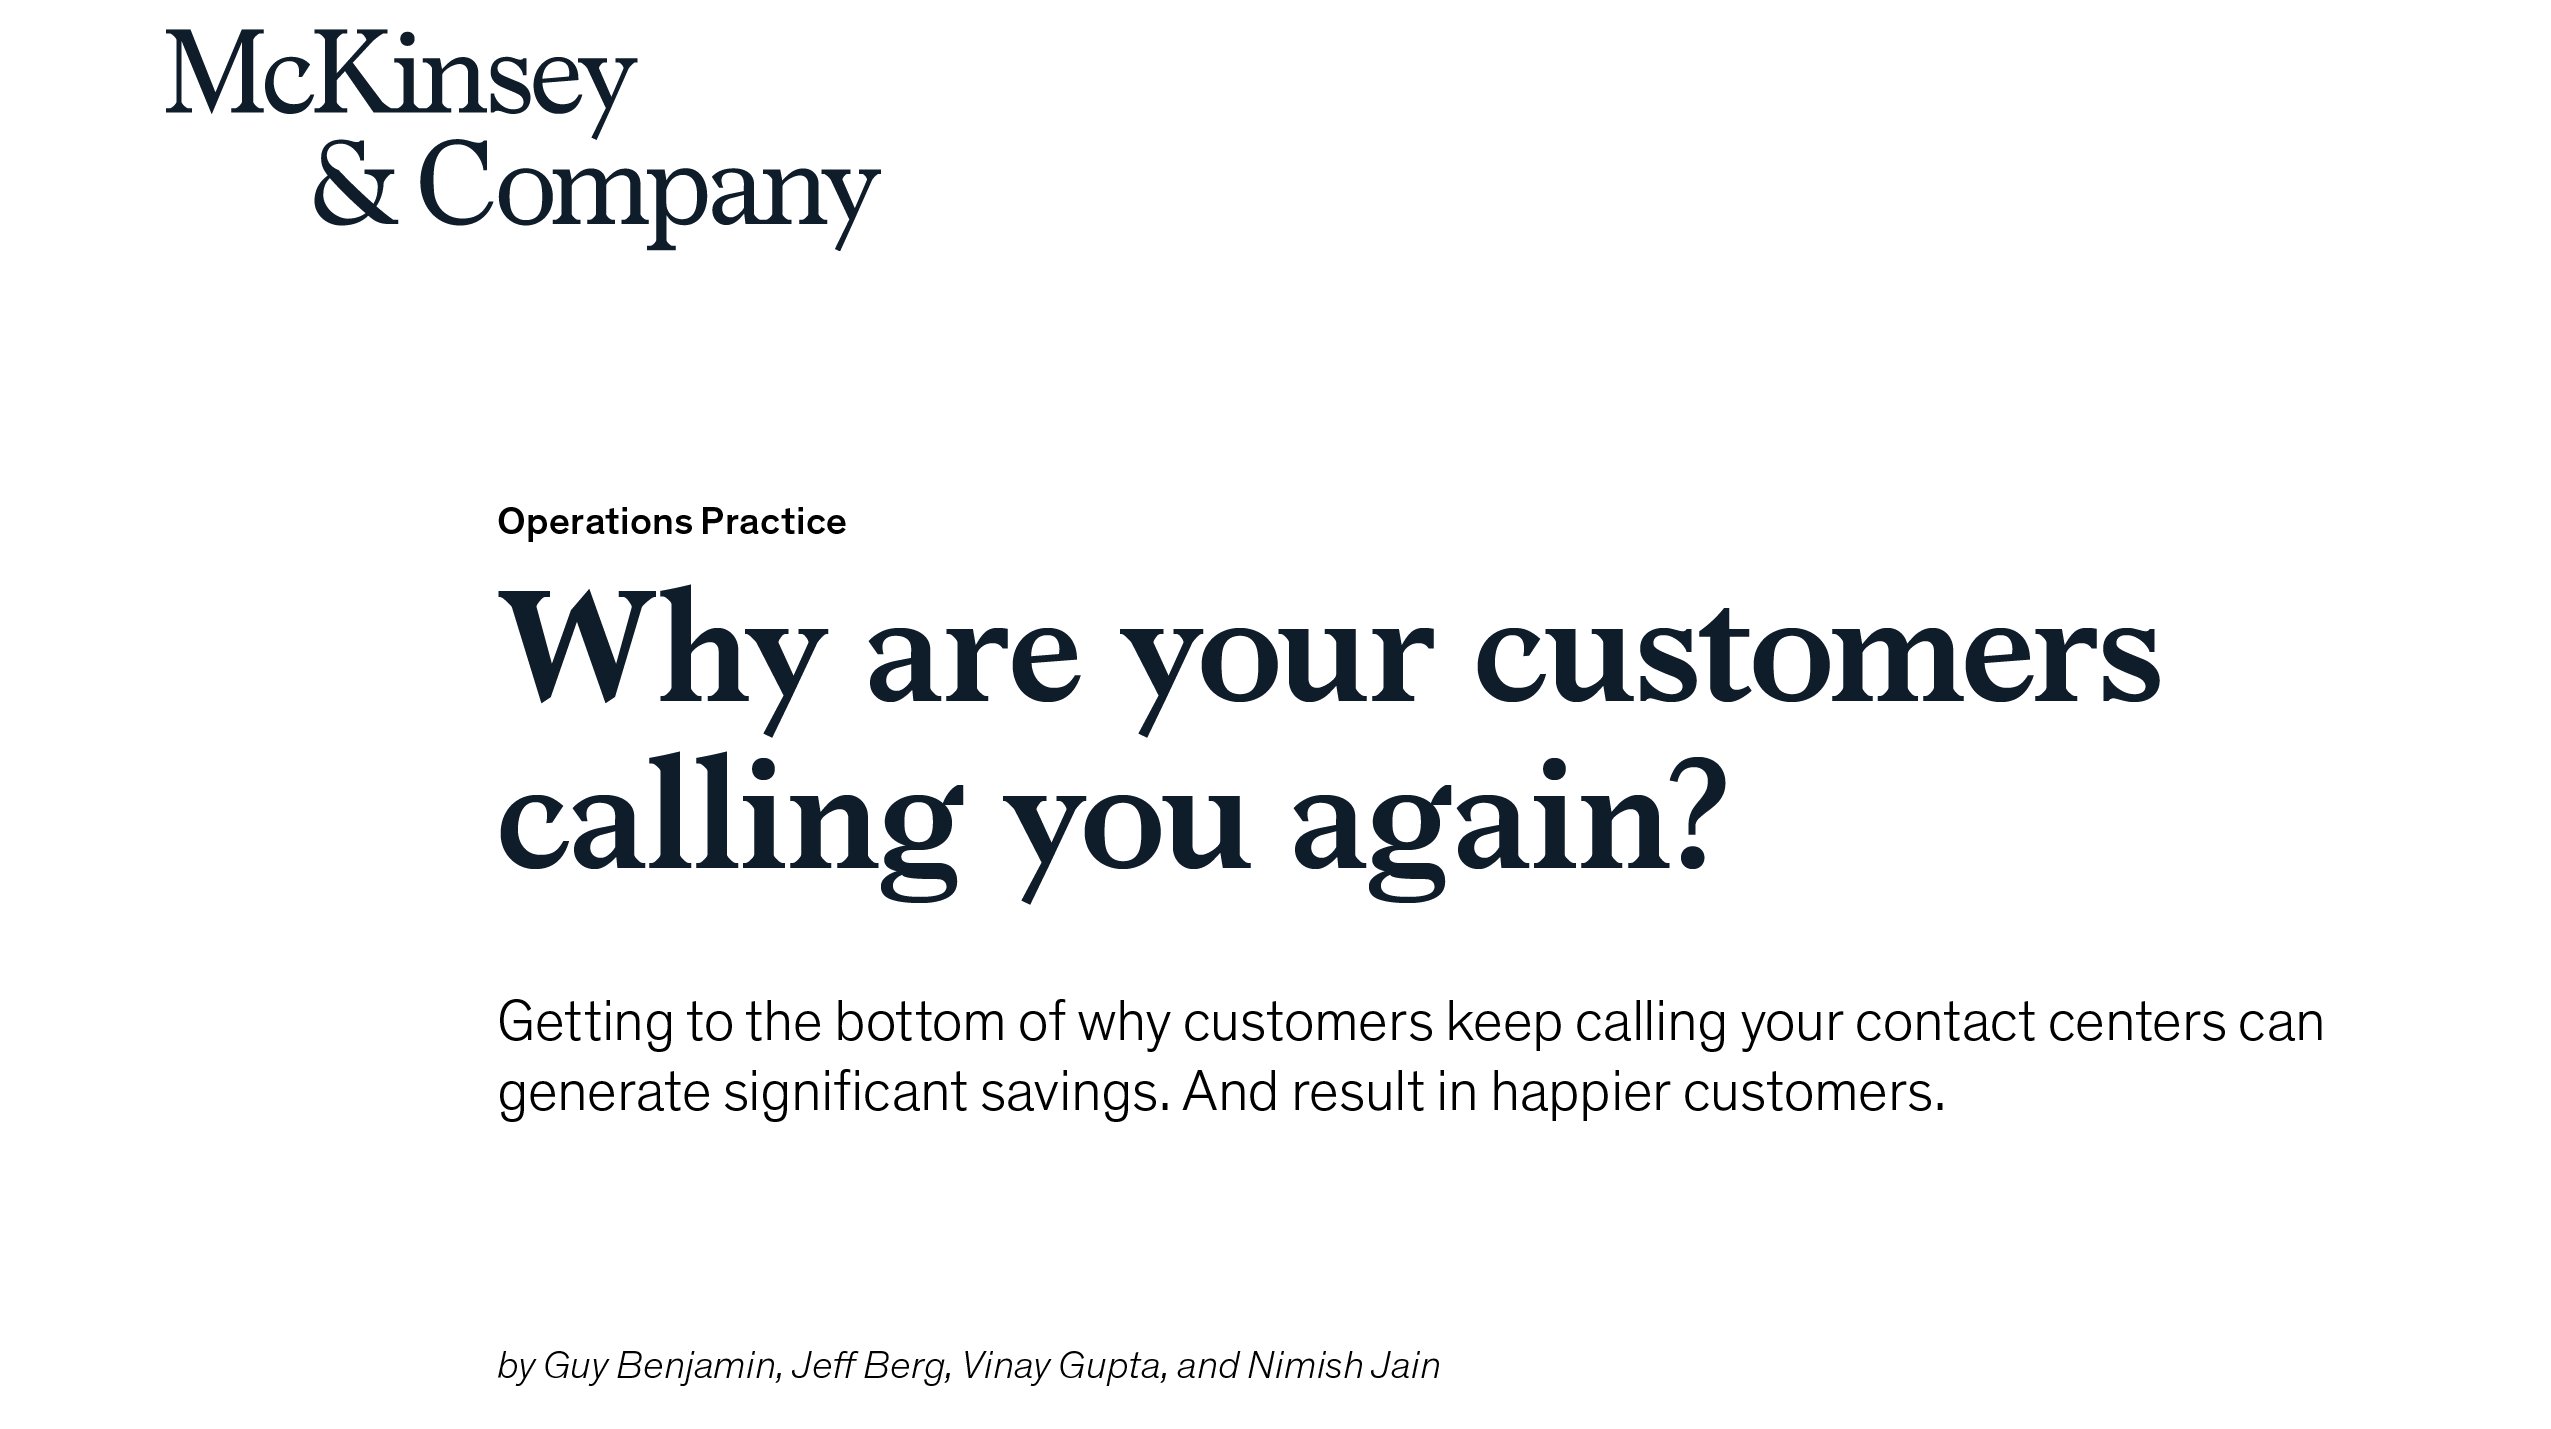 McKinsey
& Company
Operations Practice
Why are your customers
calling you again?
Getting to the bottom of why customers keep calling your contact centers can
generate significant savings. And result in happier customers.
by Guy Benjamin, Jeff Berg, Vinay Gupta, and Nimish Jain